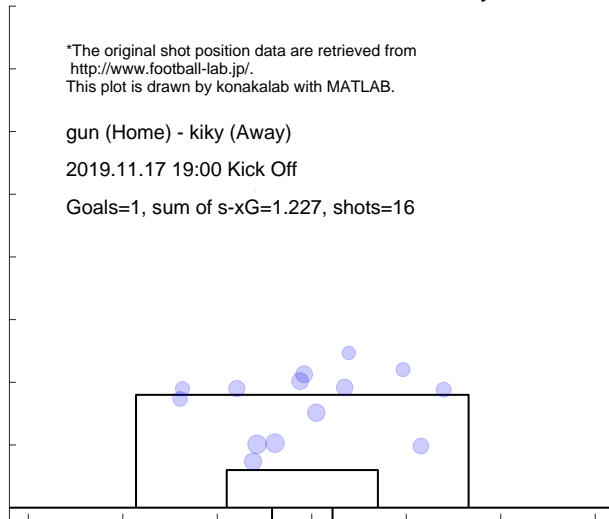 *The original shot position data are retrieved from
http://www.football-lab.jp/.
This plot is drawn by konakalab with MATLAB.
gun (Home) - kiky (Away)
2019.11.17 19:00 Kick Off
Goals=1, sum of s-xG=1.227, shots=16